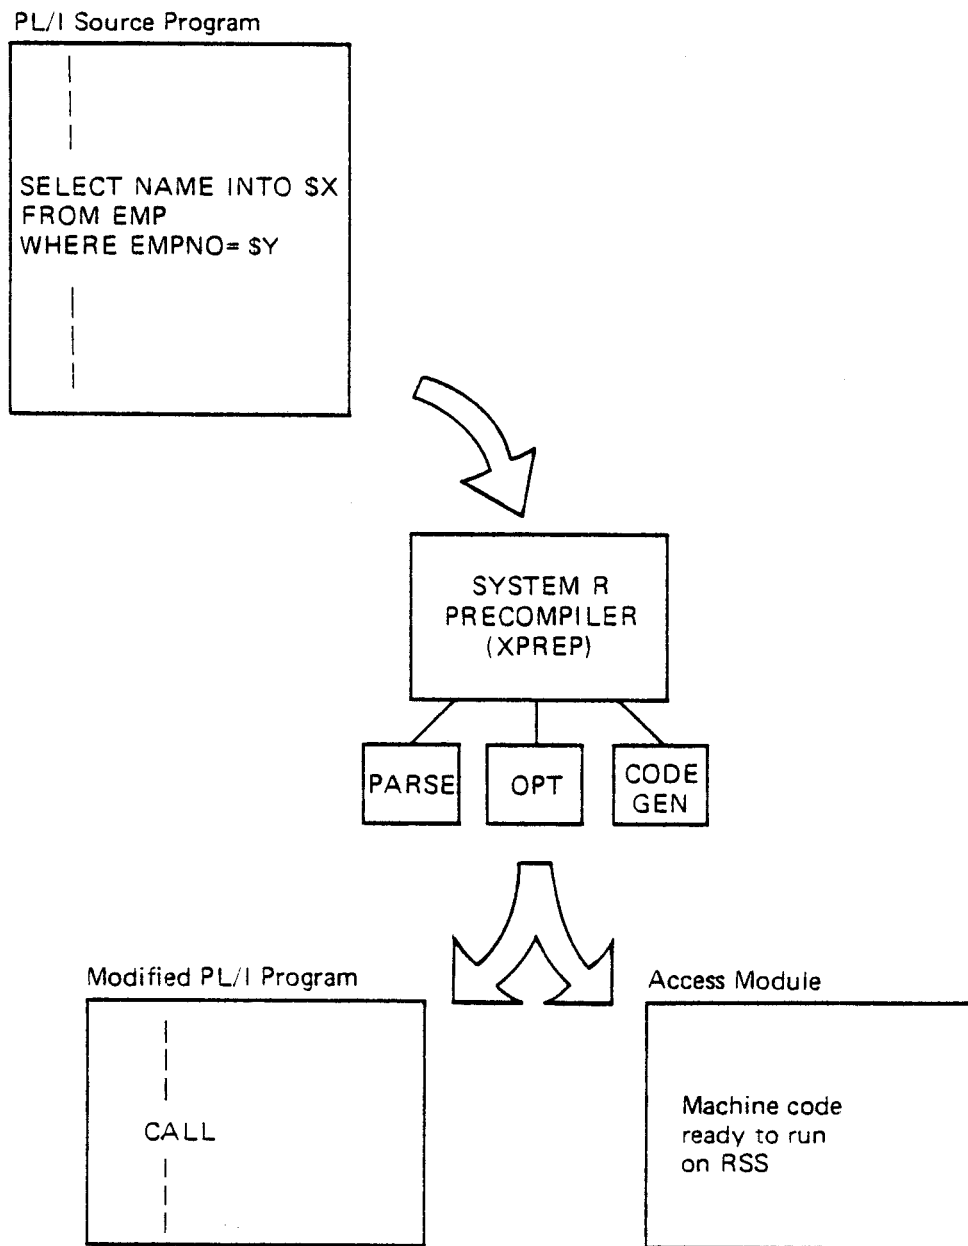 PL/I Source Program
SELECT NAME INTO $X
FROM EMP
WHERE EMPNO= $Y
SYSTEM R
PRECOMPILER
(XPREP)
PARSE
OPT
CODE
GEN
Modified PL/I Program
CALL
Access Module
Machine code
ready to run
on RSS